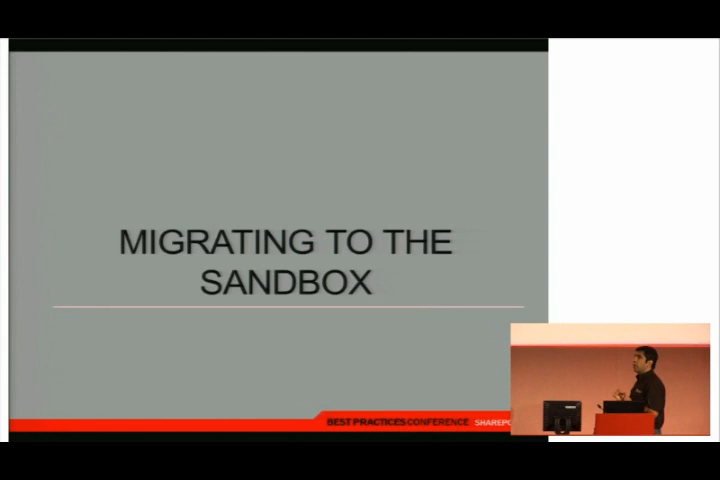 MIGRATING TO THE
SANDBOX
BEST PRACTICES CONFERENCE